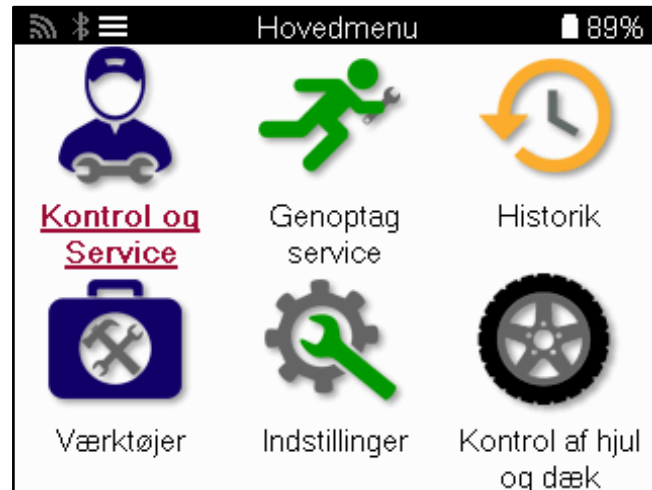 Hovedmenu 89%
Kontrol og
Service
Genoptag
service
Historik
Værktøjer
Indstillinger
Kontrol af hjul
og dæk